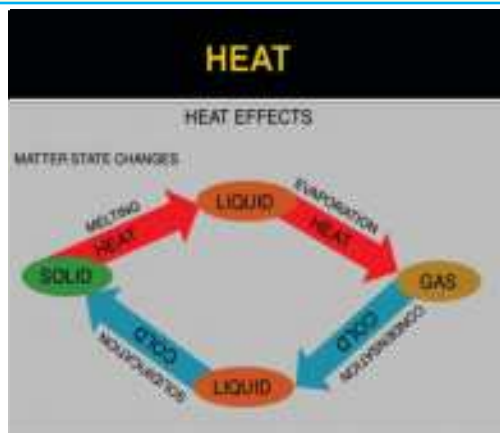 HEAT
HEAT EFFECTS
MATTER STATE CHANGES
MELTING
HEAT
LIQUID
EVAPORATION
HEAT
SOLID
GAS
COLD
SOLIDIFICATION
COLD
CONDENSATION
LIQUID